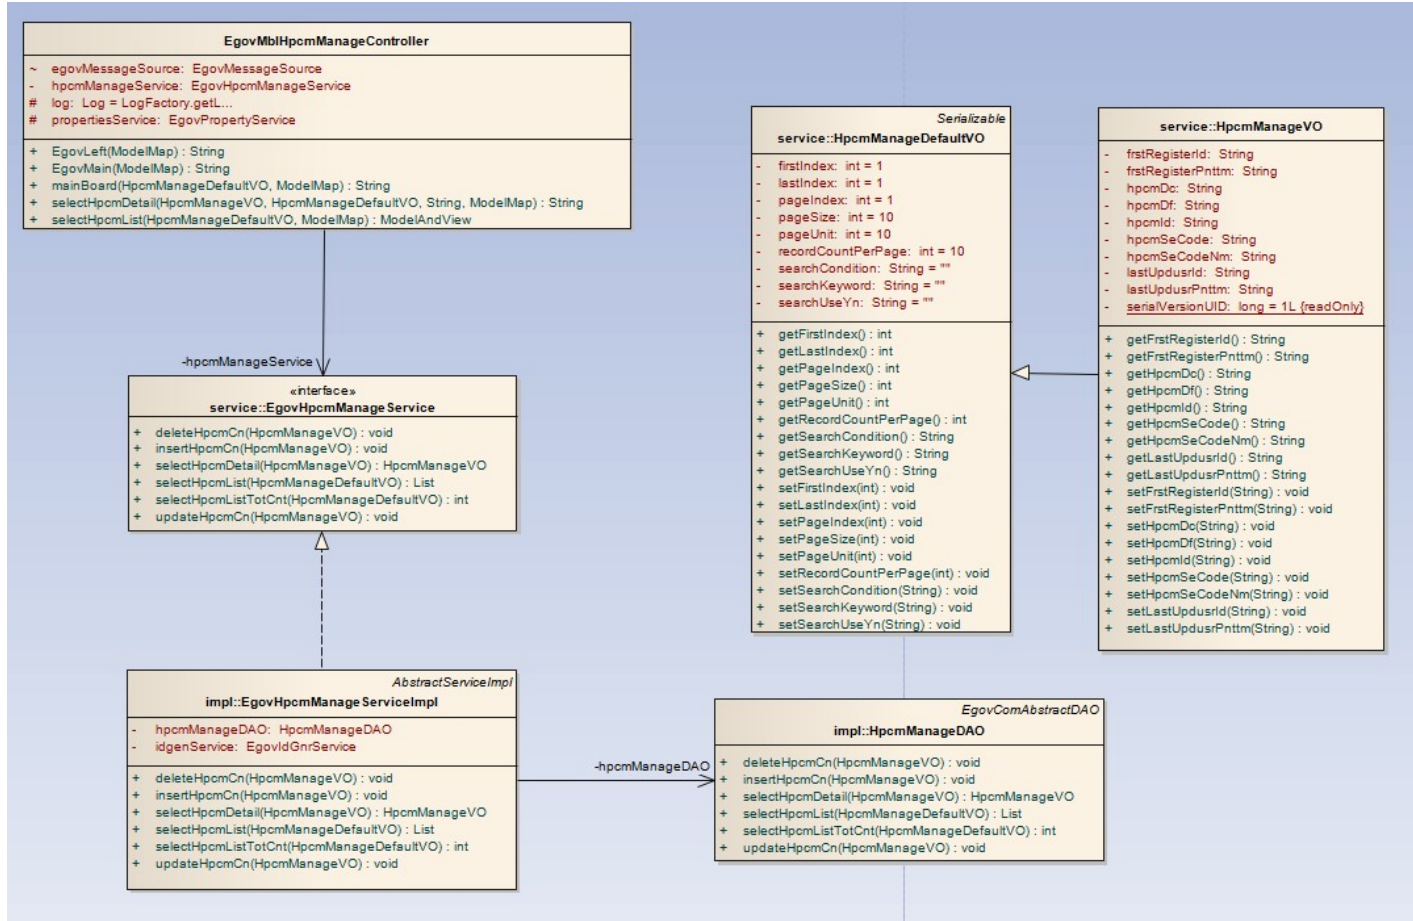 EgovMblHpcmManageController
~ egovMessageSource: EgovMessageSource
- hpcmManageService: EgovHpcmManageService
# log: Log = LogFactory.getL...
# propertiesService: EgovPropertyService
+ EgovLeft(ModelMap) : String
+ EgovMain(ModelMap) : String
+ mainBoard(HpcmManageDefaultVO, ModelMap) : String
+ selectHpcmDetail(HpcmManageVO, HpcmManageDefaultVO, String, ModelMap) : String
+ selectHpcmList(HpcmManageDefaultVO, ModelMap) : ModelAndView
-hpcmManageService
«interface»
service::EgovHpcmManageService
+ deleteHpcmCn(HpcmManageVO) : void
+ insertHpcmCn(HpcmManageVO) : void
+ selectHpcmDetail(HpcmManageVO) : HpcmManageVO
+ selectHpcmList(HpcmManageDefaultVO) : List
+ selectHpcmListTotCnt(HpcmManageDefaultVO) : int
+ updateHpcmCn(HpcmManageVO) : void
Serializable
service::HpcmManageDefaultVO
- firstIndex: int = 1
- lastIndex: int = 1
- pageIndex: int = 1
- pageSize: int = 10
- pageUnit: int = 10
- recordCountPerPage: int = 10
- searchCondition: String = ""
- searchKeyword: String = ""
- searchUseYn: String = ""
+ getFirstIndex() : int
+ getLastIndex() : int
+ getPageIndex() : int
+ getPageSize() : int
+ getPageUnit() : int
+ getRecordCountPerPage() : int
+ getSearchCondition() : String
+ getSearchKeyword() : String
+ getSearchUseYn() : String
+ setFirstIndex(int) : void
+ setLastIndex(int) : void
+ setPageIndex(int) : void
+ setPageSize(int) : void
+ setPageUnit(int) : void
+ setRecordCountPerPage(int) : void
+ setSearchCondition(String) : void
+ setSearchKeyword(String) : void
+ setSearchUseYn(String) : void
service::HpcmManageVO
- frstRegisterId: String
- frstRegisterPnttm: String
- hpcmDc: String
- hpcmDf: String
- hpcmId: String
- hpcmSeCode: String
- hpcmSeCodeNm: String
- lastUpdusrId: String
- lastUpdusrPnttm: String
- serialVersionUID: long = 1L {readOnly}
+ getFrstRegisterId() : String
+ getFrstRegisterPnttm() : String
+ getHpcmDc() : String
+ getHpcmDf() : String
+ getHpcmId() : String
+ getHpcmSeCode() : String
+ getHpcmSeCodeNm() : String
+ getLastUpdusrId() : String
+ getLastUpdusrPnttm() : String
+ setFrstRegisterId(String) : void
+ setFrstRegisterPnttm(String) : void
+ setHpcmDc(String) : void
+ setHpcmDf(String) : void
+ setHpcmId(String) : void
+ setHpcmSeCode(String) : void
+ setHpcmSeCodeNm(String) : void
+ setLastUpdusrId(String) : void
+ setLastUpdusrPnttm(String) : void
AbstractServiceImpl
impl::EgovHpcmManageServiceImpl
- hpcmManageDAO: HpcmManageDAO
- idgenService: EgovIdGnrService
+ deleteHpcmCn(HpcmManageVO) : void
+ insertHpcmCn(HpcmManageVO) : void
+ selectHpcmDetail(HpcmManageVO) : HpcmManageVO
+ selectHpcmList(HpcmManageDefaultVO) : List
+ selectHpcmListTotCnt(HpcmManageDefaultVO) : int
+ updateHpcmCn(HpcmManageVO) : void
-hpcmManageDAO
EgovComAbstractDAO
impl::HpcmManageDAO
+ deleteHpcmCn(HpcmManageVO) : void
+ insertHpcmCn(HpcmManageVO) : void
+ selectHpcmDetail(HpcmManageVO) : HpcmManageVO
+ selectHpcmList(HpcmManageDefaultVO) : List
+ selectHpcmListTotCnt(HpcmManageDefaultVO) : int
+ updateHpcmCn(HpcmManageVO) : void